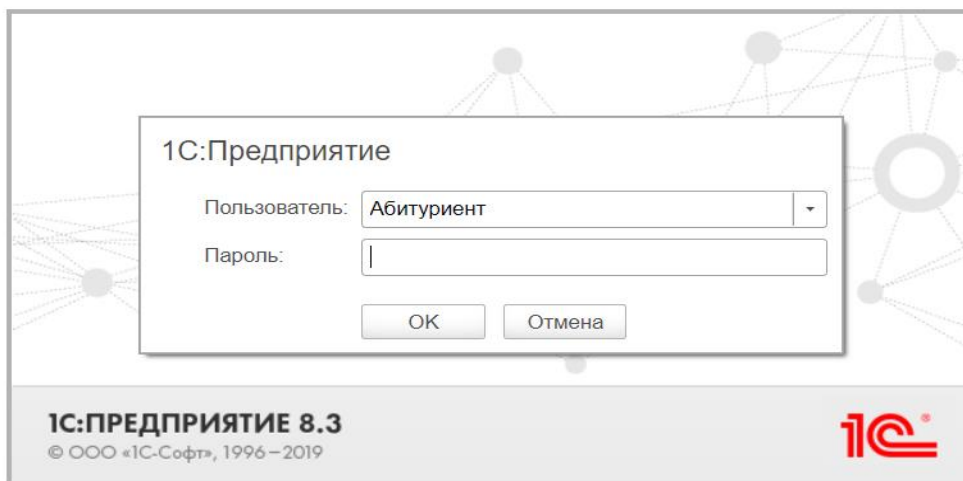 1С:Предприятие
Пользователь: Абитуриент
Пароль:
OK Отмена
1С:ПРЕДПРИЯТИЕ 8.3
© ООО «1С-Софт», 1996–2019
1С®